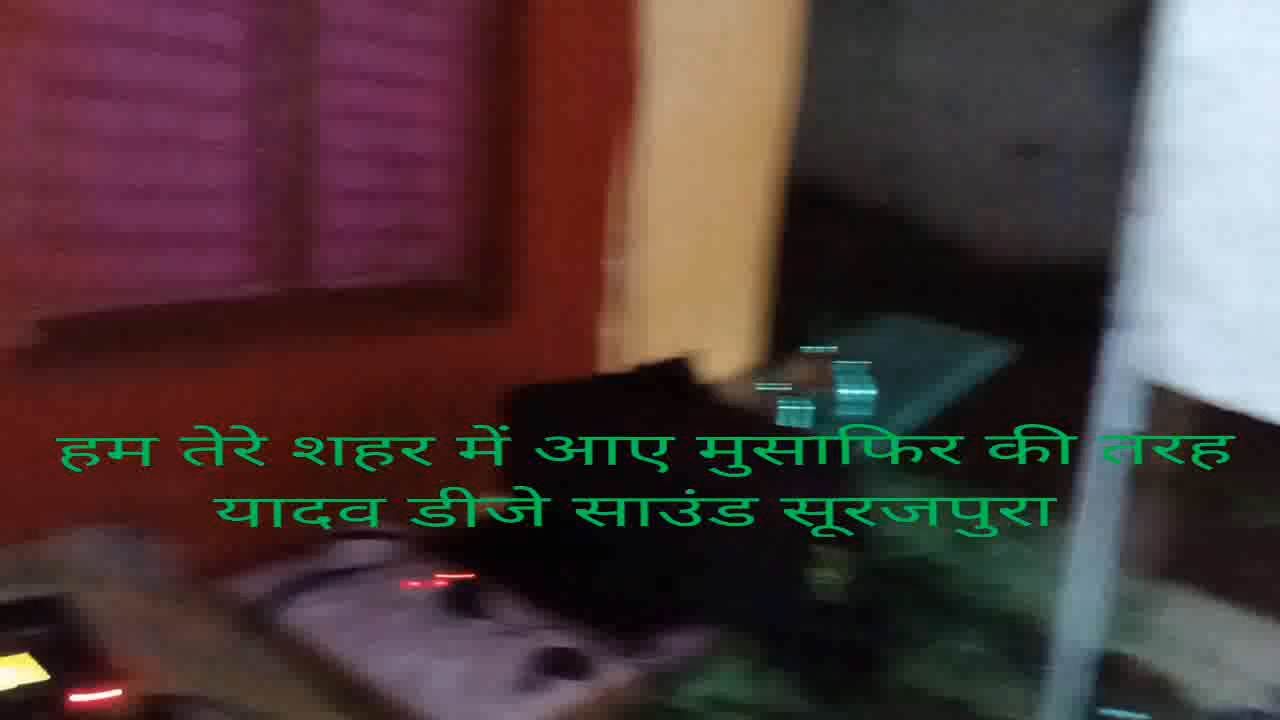 हम तेरे शहर में आए मुसाफिर की तरह
यादव डीजे साउंड सूरजपुरा